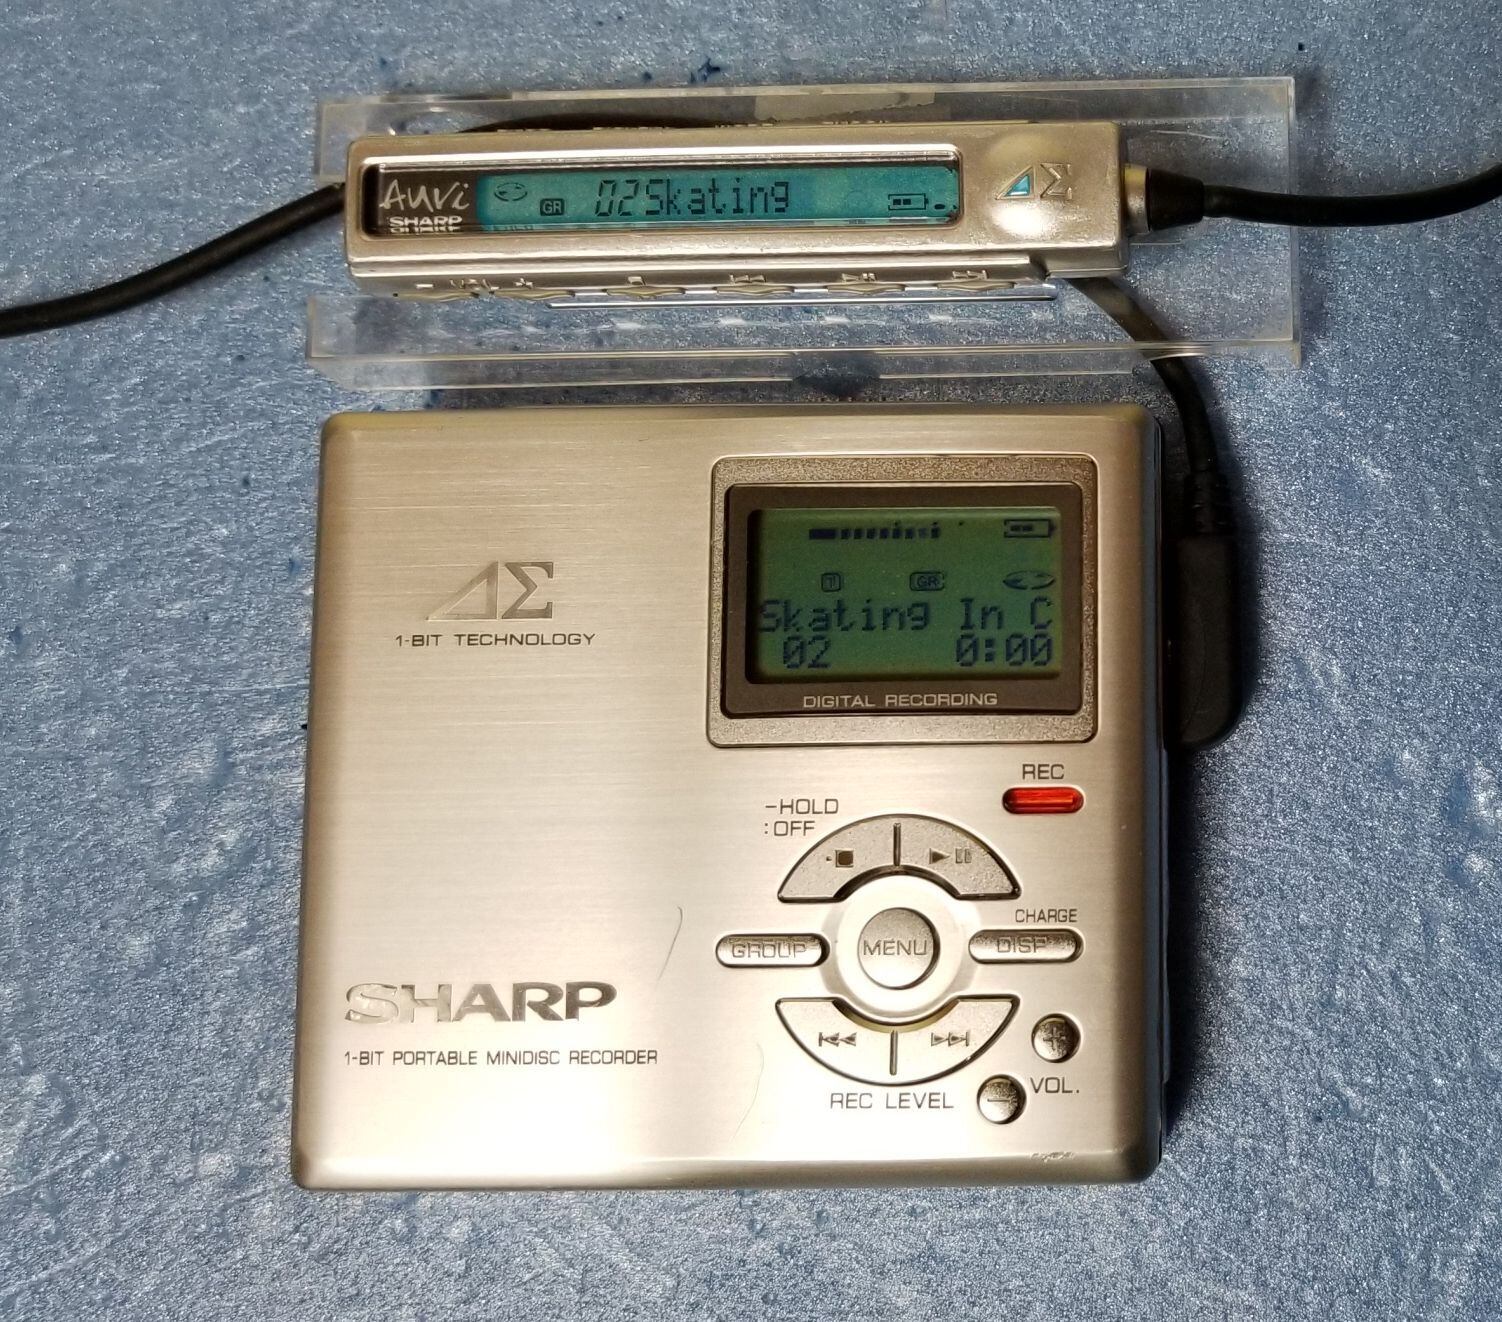 Auvi
SHARP
GR
02Skating
ΔΣ
VOL
ΔΣ
1-BIT TECHNOLOGY
GR
Skating In C
02 0:00
DIGITAL RECORDING
REC
-HOLD
:OFF
CHARGE
GROUP
MENU
DISP
SHARP
1-BIT PORTABLE MINIDISC RECORDER
VOL.
REC LEVEL